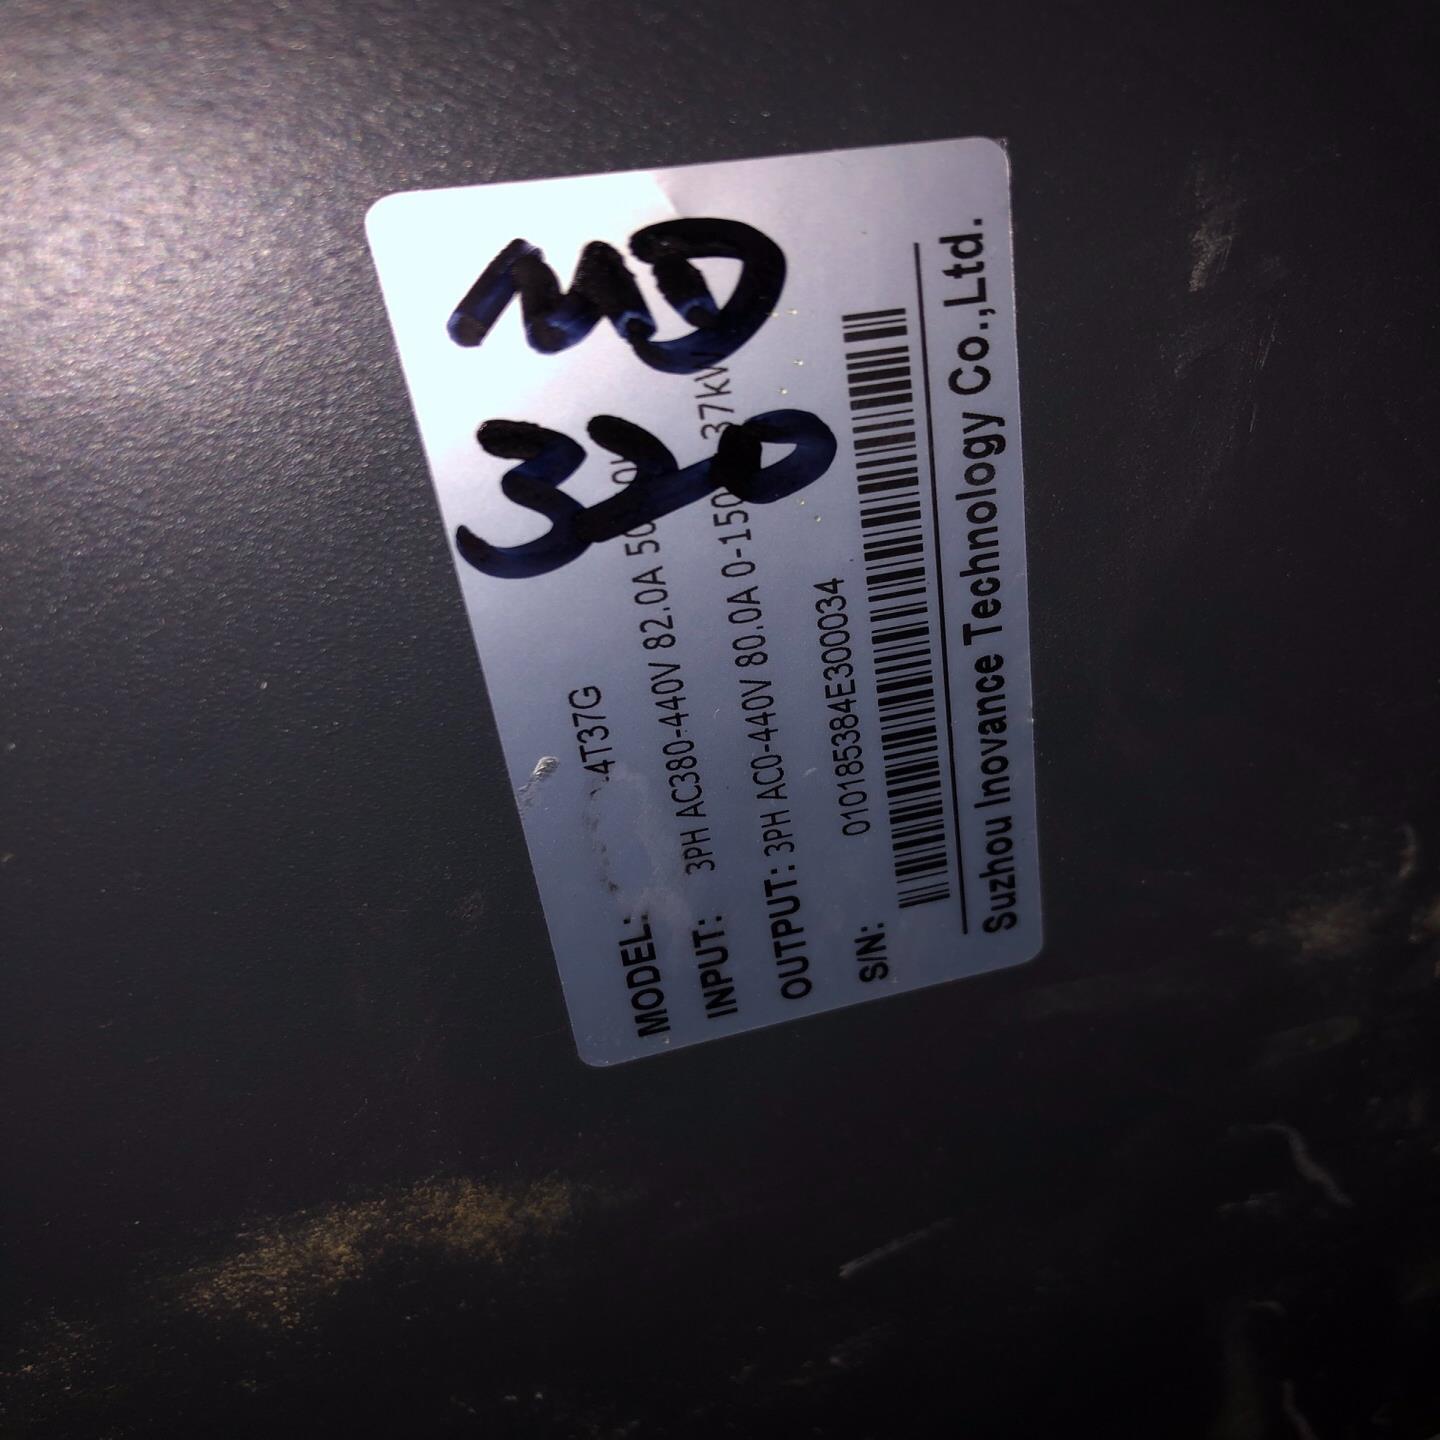 MD
320
MODEL: 4T37G
INPUT: 3PH AC380-440V 82.0A
OUTPUT: 3PH AC0-440V 80.0A 0-150 37kW
S/N: 010185384E300034
Suzhou Inovance Technology Co.,Ltd.